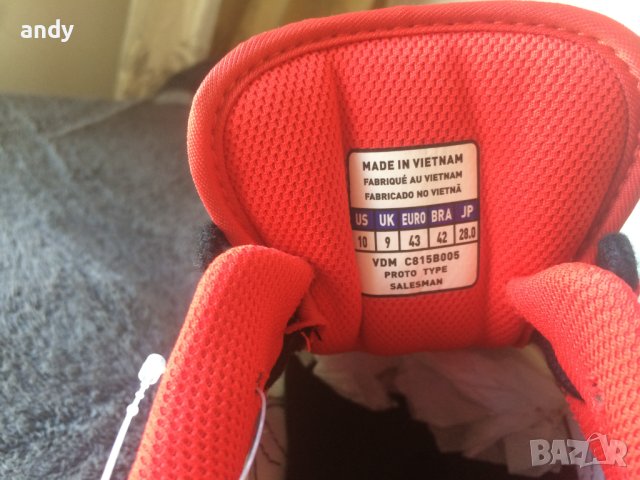 andy
MADE IN VIETNAM
FABRIQUÉ AU VIETNAM
FABRICADO NO VIETNÃ
US UK EURO BRA JP
10 9 43 42 28.0
VDM C815B005
PROTO TYPE
SALESMAN
BAZAR